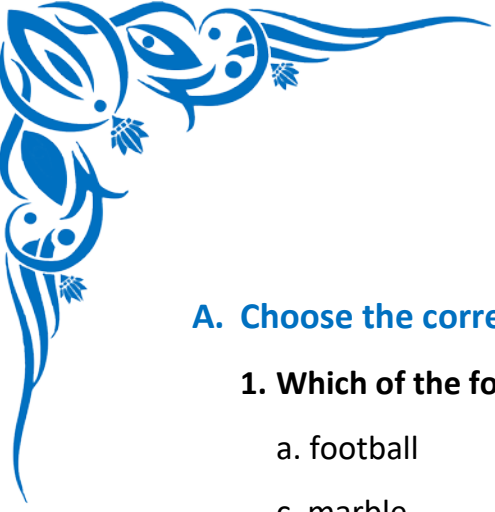 A. Choose the corre
1. Which of the fo
a. football
c. marble